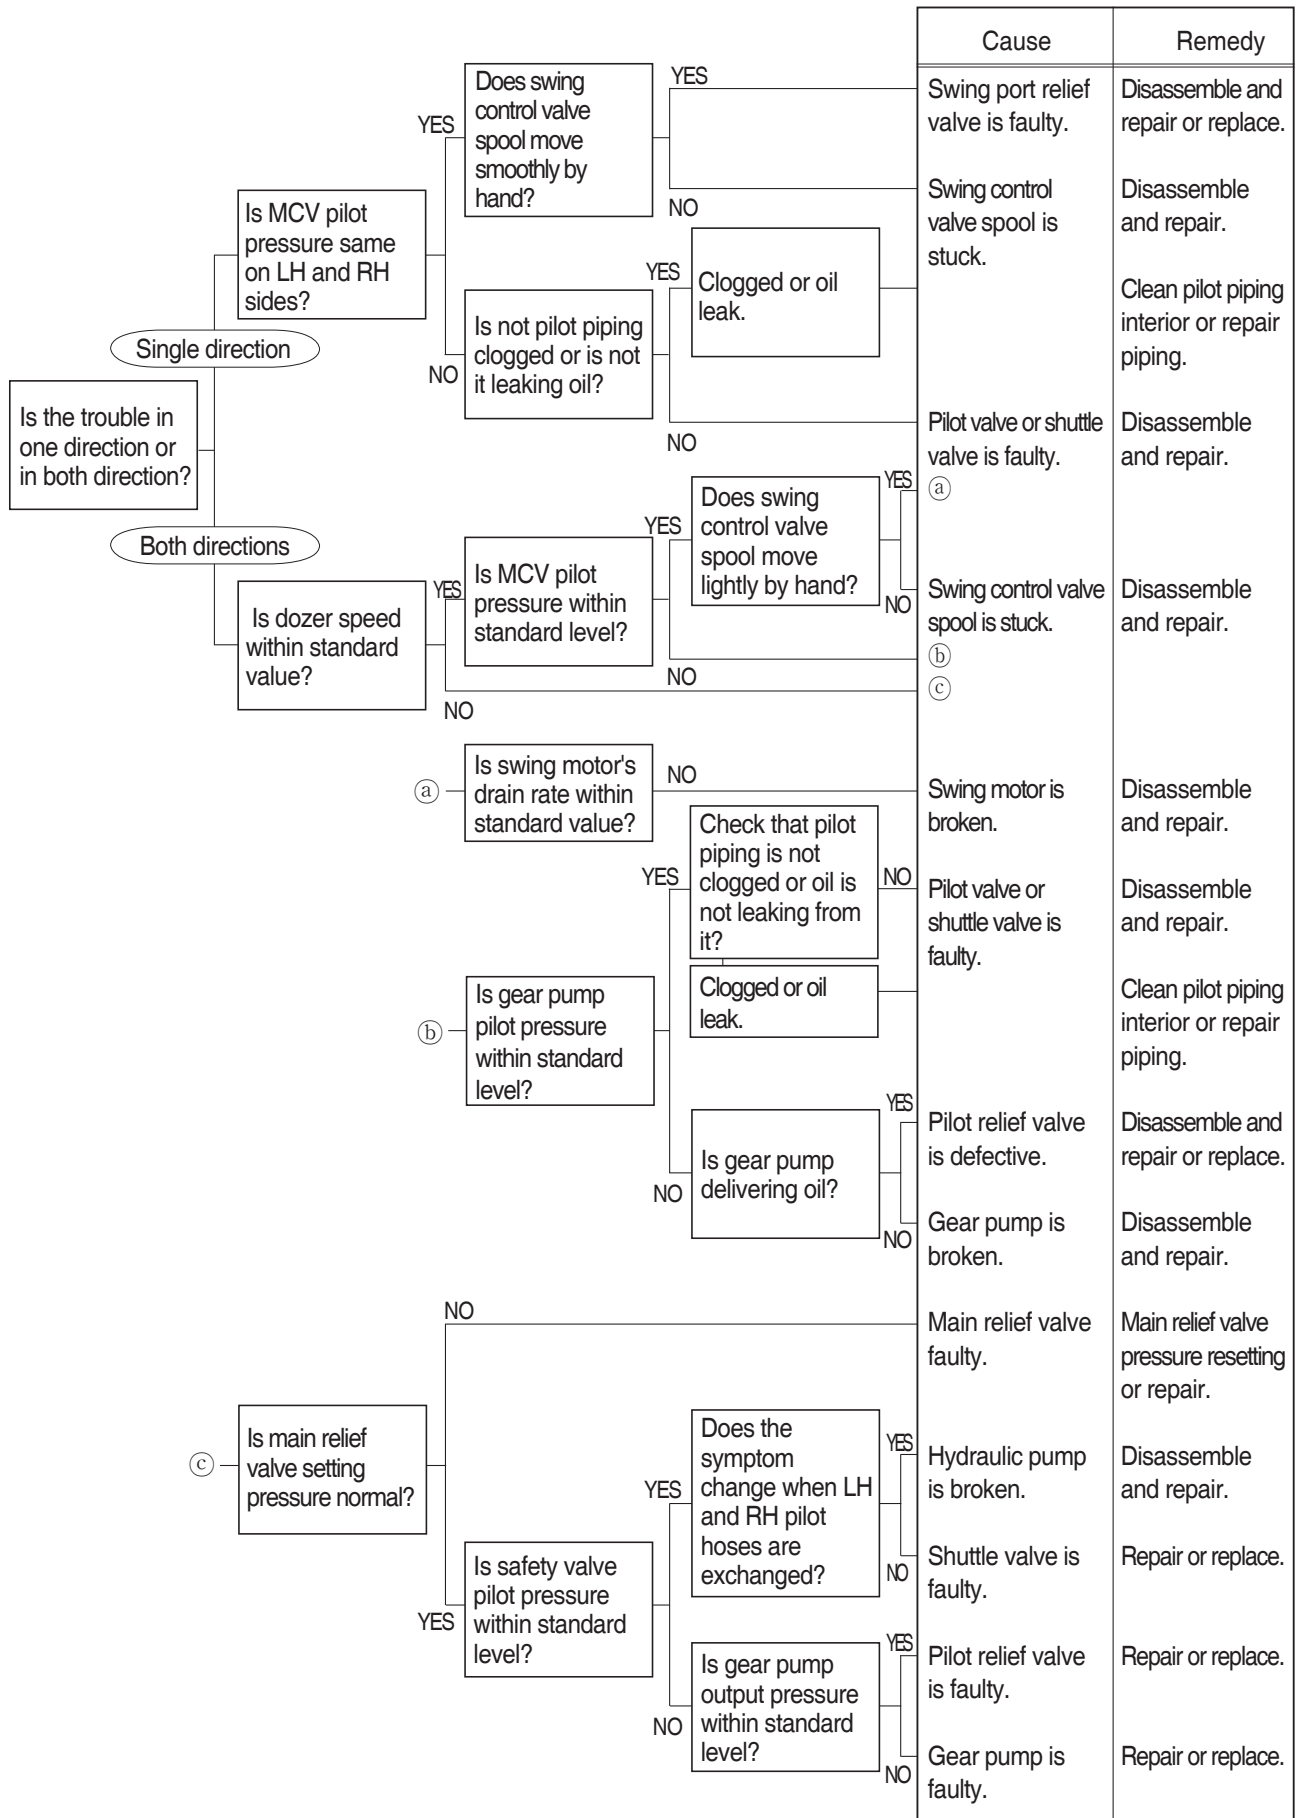 Cause
Remedy
Does swing
control valve
spool move
smoothly by
hand?
YES
YES
NO
Swing port relief
valve is faulty.
Disassemble and
repair or replace.
Swing control
valve spool is
stuck.
Disassemble
and repair.
Is MCV pilot
pressure same
on LH and RH
sides?
Is not pilot piping
clogged or is not
it leaking oil?
NO
YES
NO
Clogged or oil
leak.
Clean pilot piping
interior or repair
piping.
Single direction
Is the trouble in
one direction or
in both direction?
Pilot valve or shuttle
valve is faulty.
Disassemble
and repair.
Both directions
Is dozer speed
within standard
value?
YES
NO
Is MCV pilot
pressure within
standard level?
YES
NO
Does swing
control valve
spool move
lightly by hand?
YES
NO
ⓐ
Swing control valve
spool is stuck.
Disassemble
and repair.
ⓑ
ⓒ
ⓐ
Is swing motor's
drain rate within
standard value?
NO
Swing motor is
broken.
Disassemble
and repair.
ⓑ
Is gear pump
pilot pressure
within standard
level?
YES
NO
Check that pilot
piping is not
clogged or oil is
not leaking from
it?
NO
Pilot valve or
shuttle valve is
faulty.
Disassemble
and repair.
Clogged or oil
leak.
Clean pilot piping
interior or repair
piping.
Is gear pump
delivering oil?
YES
NO
Pilot relief valve
is defective.
Disassemble and
repair or replace.
Gear pump is
broken.
Disassemble
and repair.
ⓒ
Is main relief
valve setting
pressure normal?
NO
YES
Main relief valve
faulty.
Main relief valve
pressure resetting
or repair.
Is safety valve
pilot pressure
within standard
level?
YES
NO
Does the
symptom
change when LH
and RH pilot
hoses are
exchanged?
YES
NO
Hydraulic pump
is broken.
Disassemble
and repair.
Shuttle valve is
faulty.
Repair or replace.
Is gear pump
output pressure
within standard
level?
YES
NO
Pilot relief valve
is faulty.
Repair or replace.
Gear pump is
faulty.
Repair or replace.